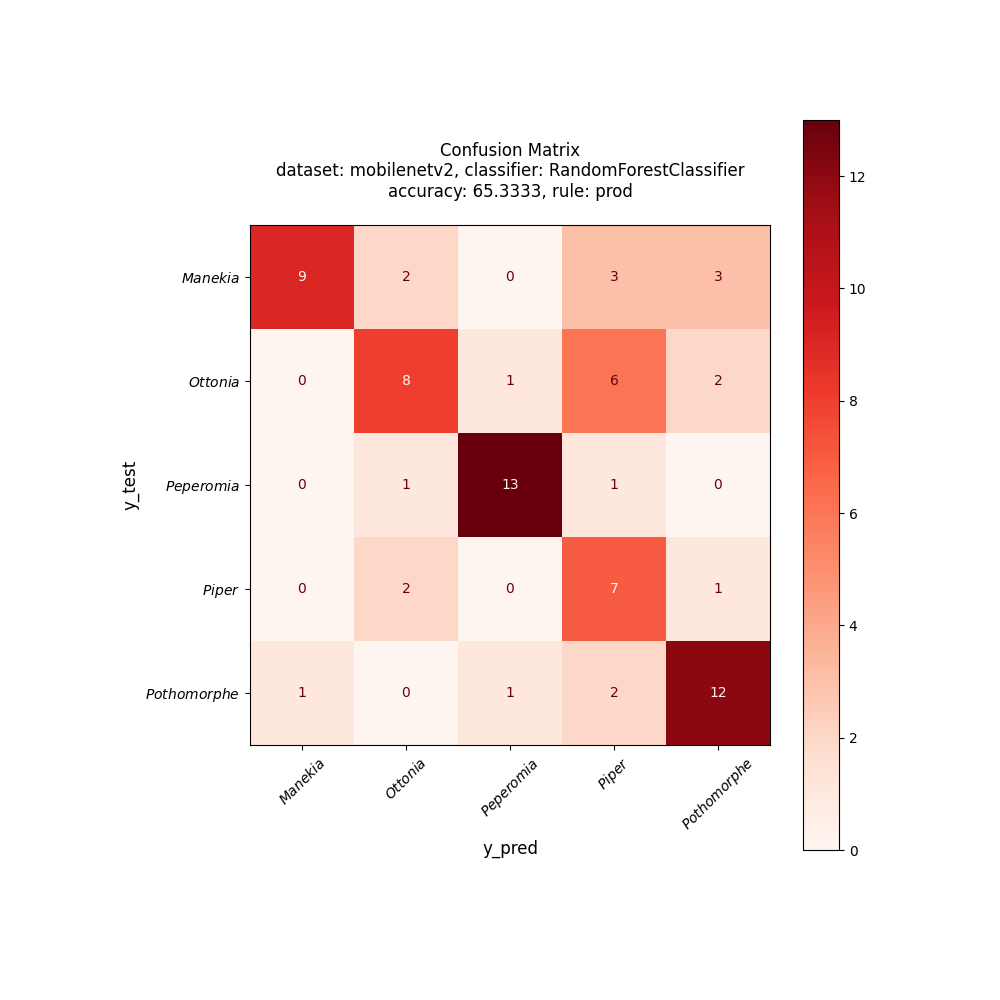 Confusion Matrix
dataset: mobilenetv2, classifier: RandomForestClassifier
accuracy: 65.3333, rule: prod
y_test
Manekia 9 2 0 3 3
Ottonia 0 8 1 6 2
Peperomia 0 1 13 1 0
Piper 0 2 0 7 1
Pothomorphe 1 0 1 2 12
Manekia Ottonia Peperomia Piper Pothomorphe
y_pred
12
10
8
6
4
2
0